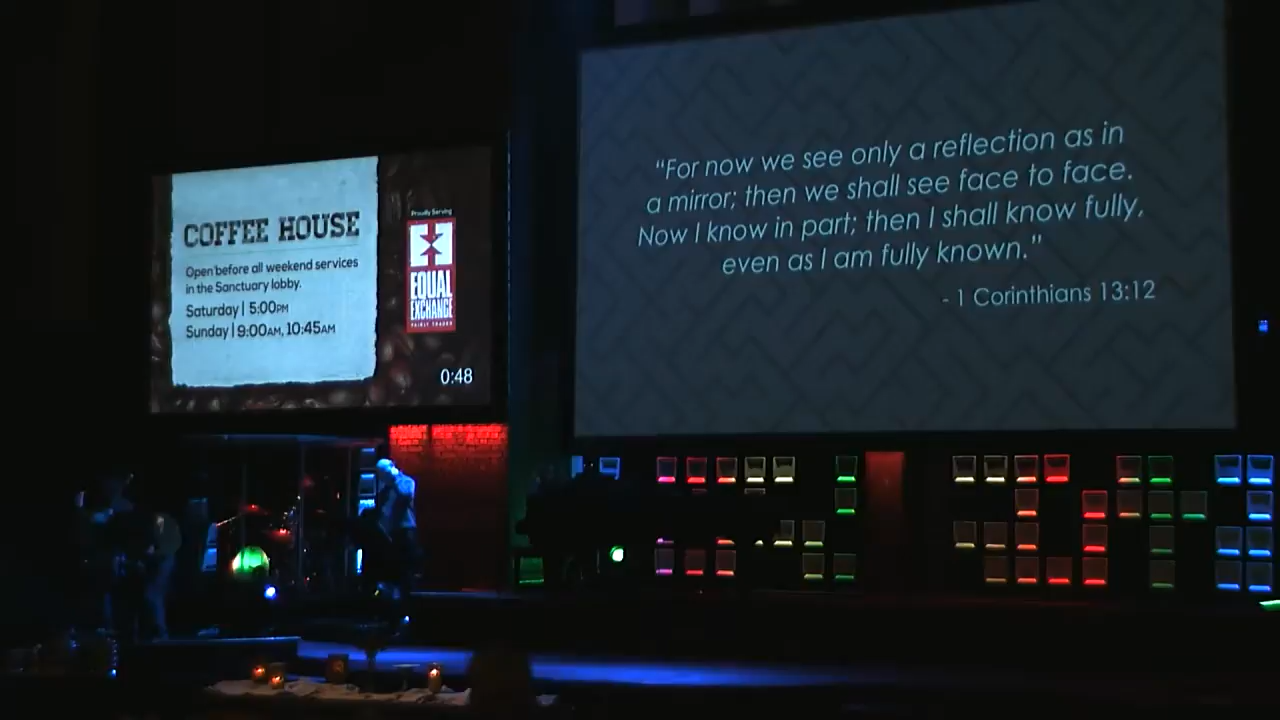 COFFEE HOUSE
Open before all weekend services
in the Sanctuary lobby.
Saturday | 5:00PM
Sunday | 9:00AM, 10:45AM
Proudly Serving
EQUAL
EXCHANGE
FAIRLY TRADED
0:48
“For now we see only a reflection as in
a mirror; then we shall see face to face.
Now I know in part; then I shall know fully,
even as I am fully known.”
- 1 Corinthians 13:12